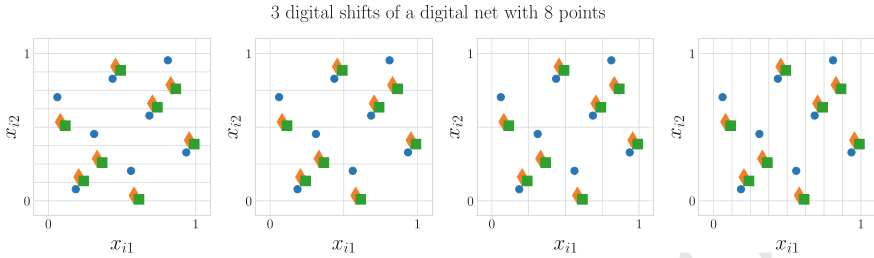 3 digital shifts of a digital net with 8 points
1
1
1
1
x_{i2}
x_{i2}
x_{i2}
x_{i2}
0
0
0
0
0 1
0 1
0 1
0 1
x_{i1}
x_{i1}
x_{i1}
x_{i1}